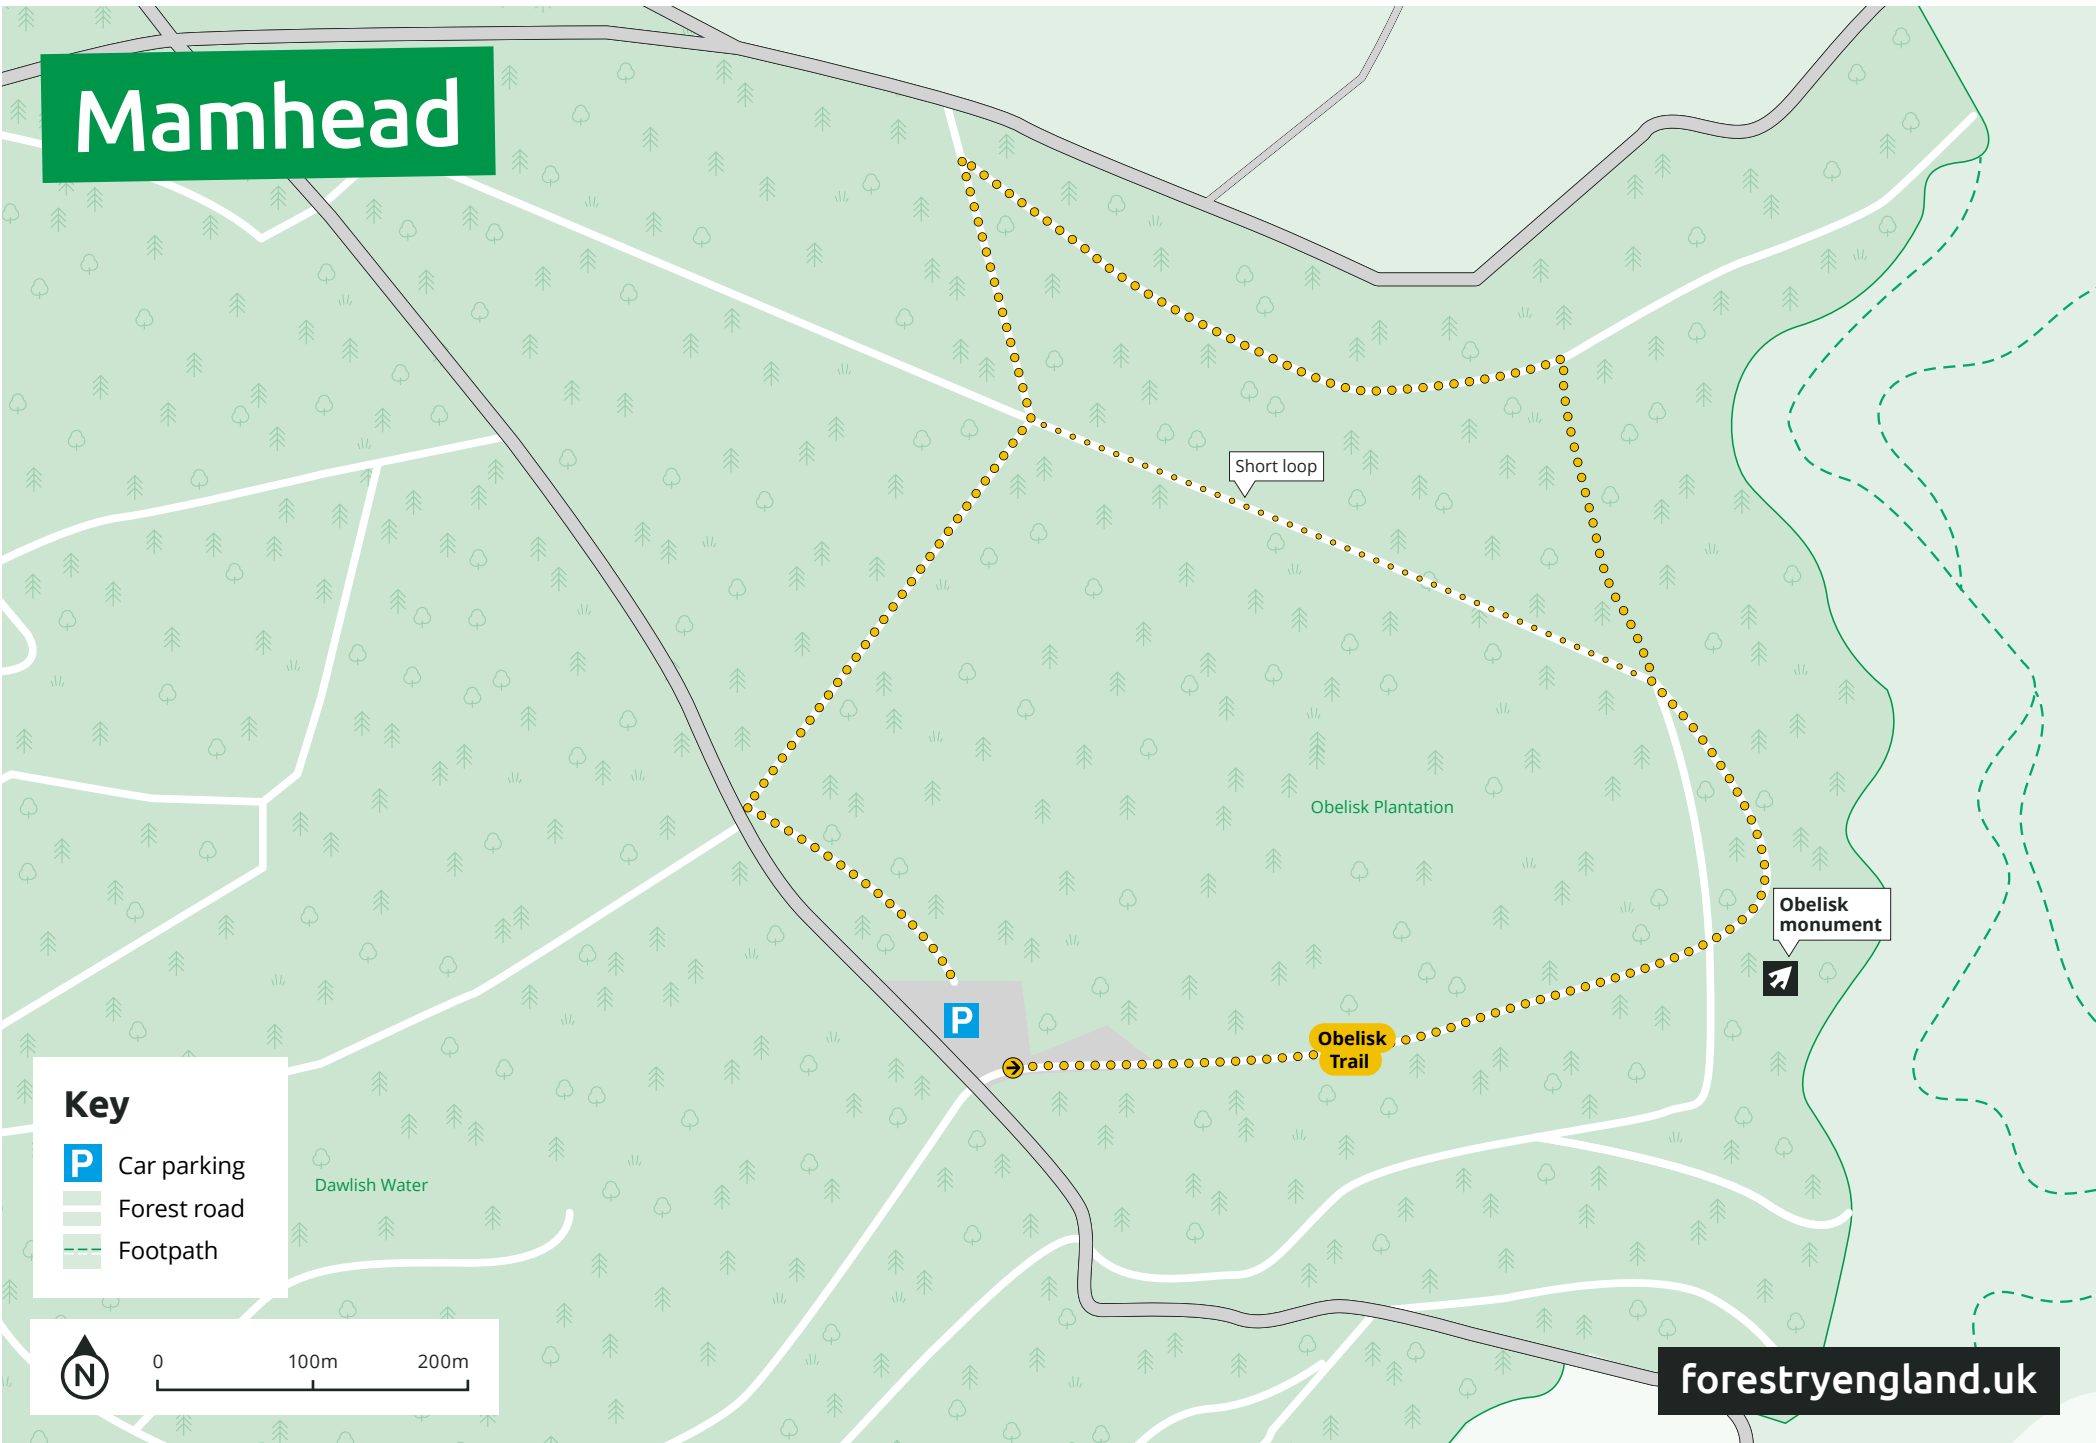 Mamhead
Short loop
Obelisk Plantation
Obelisk
monument
P
Obelisk
Trail
Key
P Car parking
Forest road
Footpath
Dawlish Water
N
0 100m 200m
forestryengland.uk